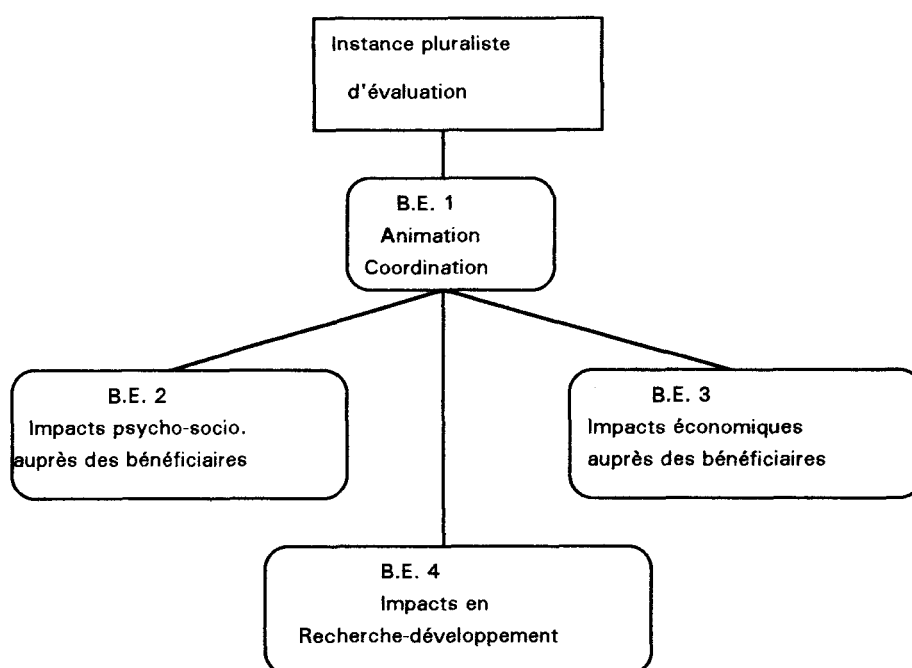 Instance pluraliste
d'évaluation
B.E. 1
Animation
Coordination
B.E. 2
Impacts psycho-socio.
auprès des bénéficiaires
B.E. 3
Impacts économiques
auprès des bénéficiaires
B.E. 4
Impacts en
Recherche-développement